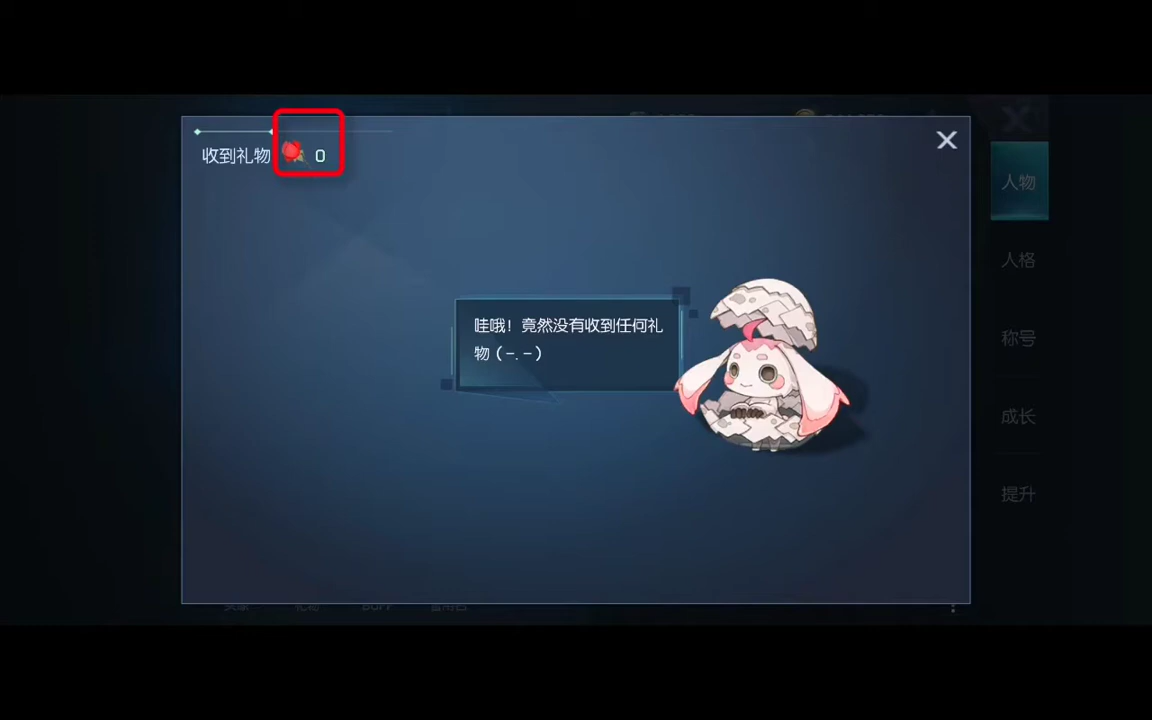 收到礼物 0
哇哦！竟然没有收到任何礼
物（-.-）
人物
人格
称号
成长
提升